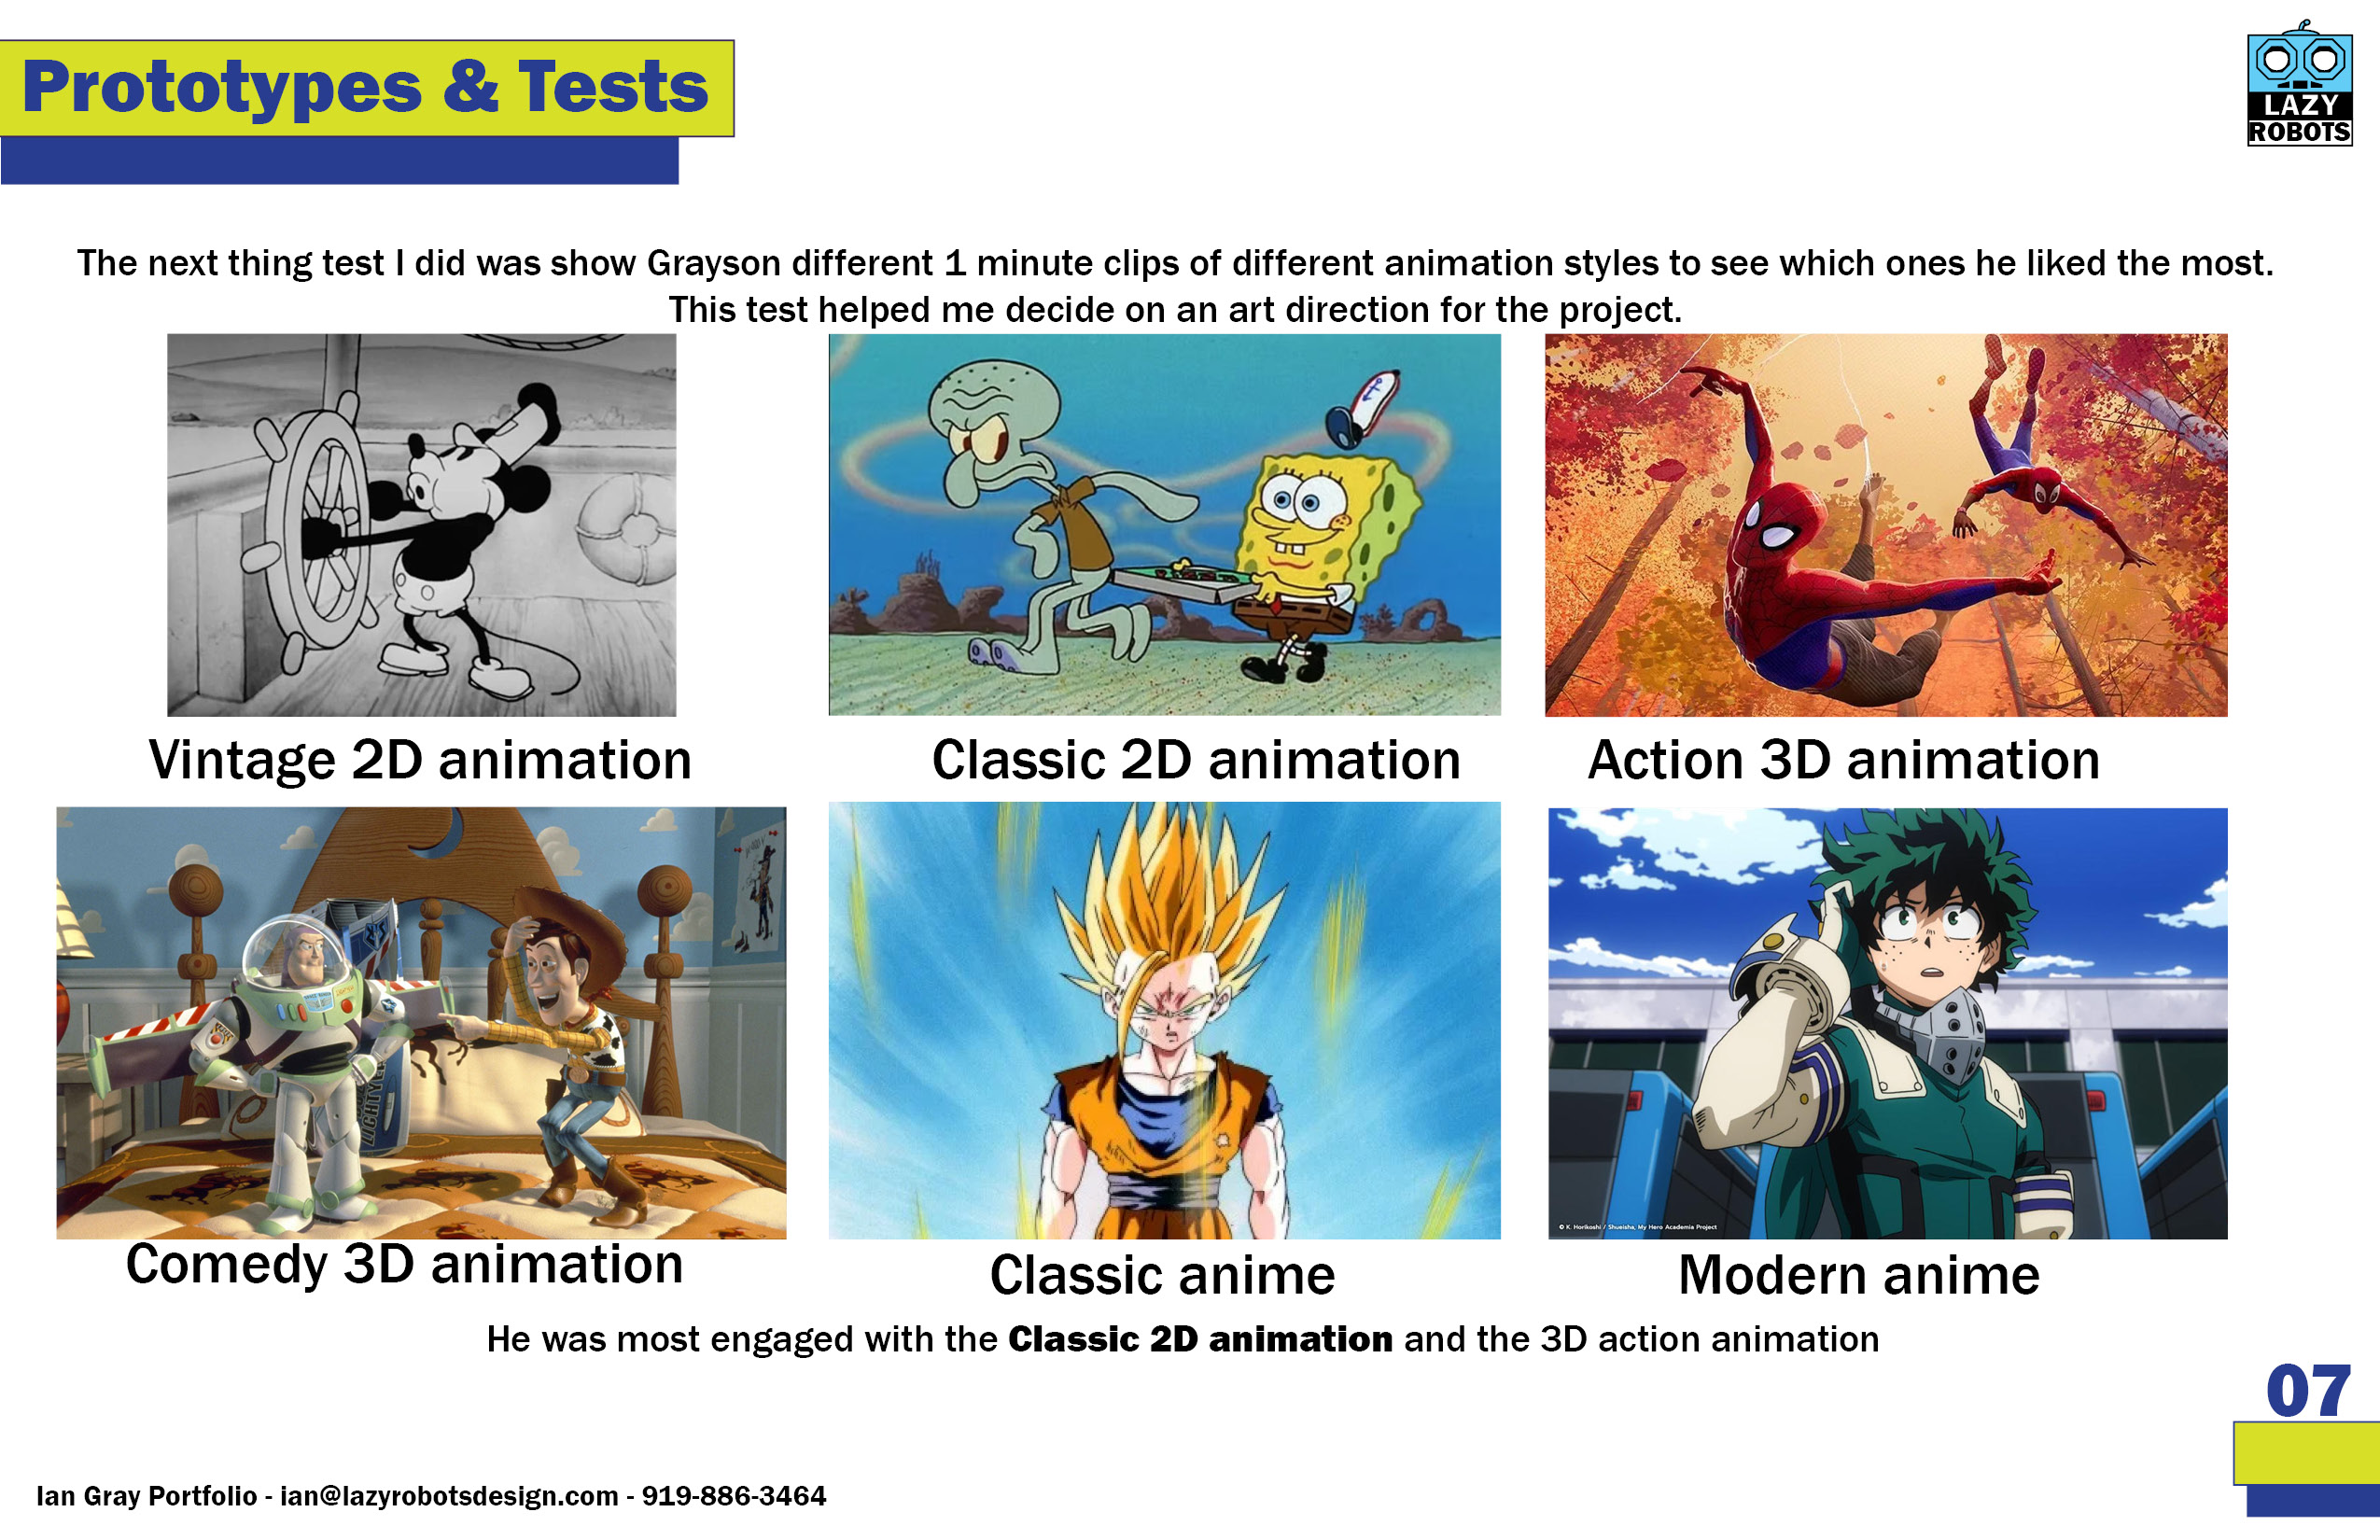 Prototypes & Tests
LAZY
ROBOTS
The next thing test I did was show Grayson different 1 minute clips of different animation styles to see which ones he liked the most.
This test helped me decide on an art direction for the project.
Vintage 2D animation
Classic 2D animation
Action 3D animation
Comedy 3D animation
© K. Horikoshi / Shueisha, My Hero Academia Project
Classic anime
Modern anime
He was most engaged with the Classic 2D animation and the 3D action animation
07
Ian Gray Portfolio - ian@lazyrobotsdesign.com - 919-886-3464